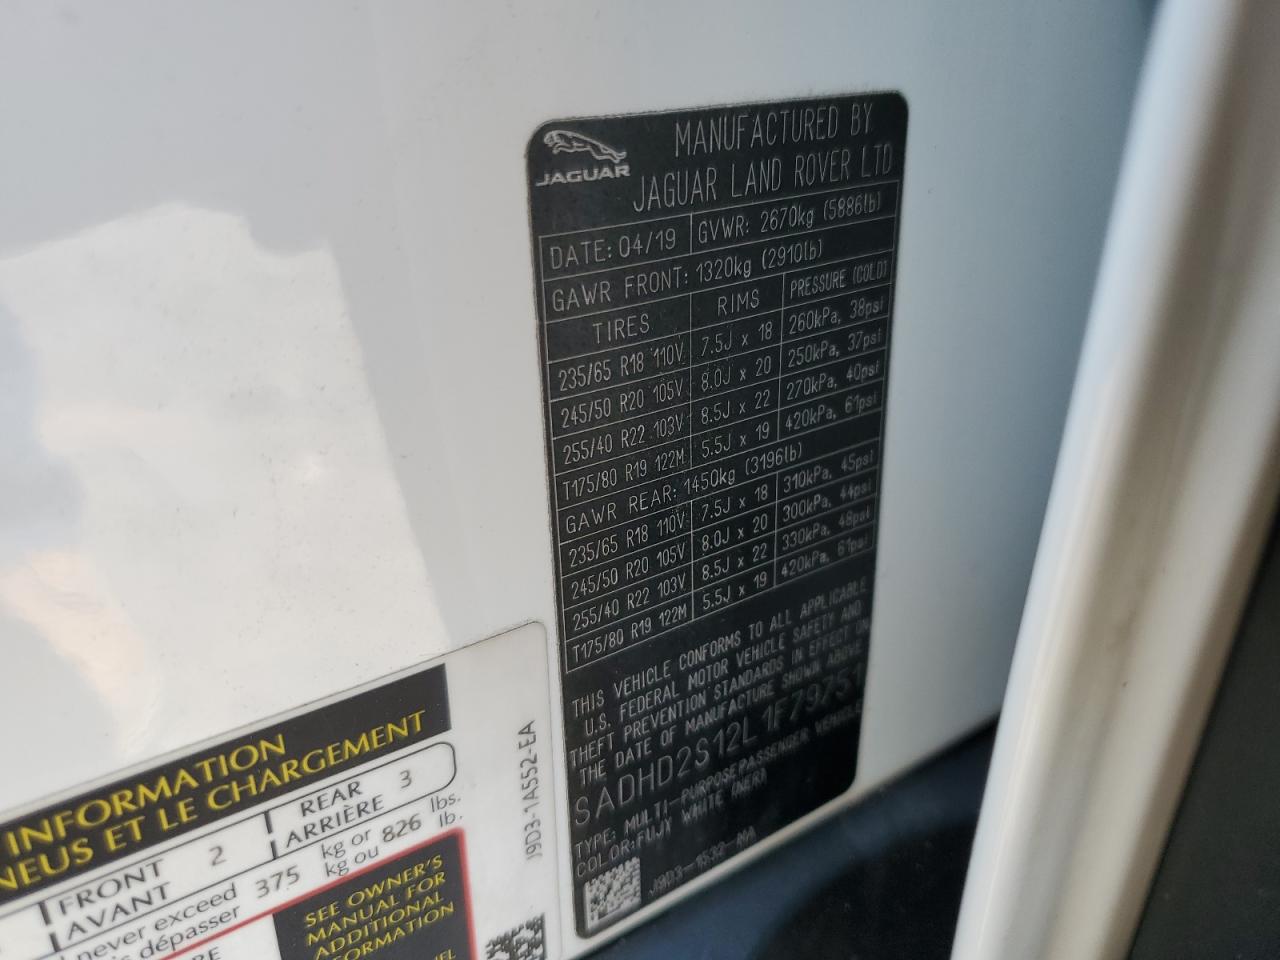 JAGUAR
MANUFACTURED BY
JAGUAR LAND ROVER LTD
DATE: 04/19 GVWR: 2670kg (5886lb)
GAWR FRONT: 1320kg (2910lb)
TIRES RIMS PRESSURE (COLD)
235/65 R18 110V 7.5J x 18 260kPa, 38psi
245/50 R20 105V 8.0J x 20 250kPa, 37psi
255/40 R22 103V 8.5J x 22 270kPa, 40psi
T175/80 R19 122M 5.5J x 19 420kPa, 61psi
GAWR REAR: 1450kg (3196lb)
235/65 R18 110V 7.5J x 18 310kPa, 45psi
245/50 R20 105V 8.0J x 20 300kPa, 44psi
255/40 R22 103V 8.5J x 22 330kPa, 48psi
T175/80 R19 122M 5.5J x 19 420kPa, 61psi
THIS VEHICLE CONFORMS TO ALL APPLICABLE
U.S. FEDERAL MOTOR VEHICLE SAFETY AND
THEFT PREVENTION STANDARDS IN EFFECT ON
THE DATE OF MANUFACTURE SHOWN ABOVE
SADHD2S12L1F79751
TYPE: MULTI-PURPOSE PASSENGER VEHICLE
COLOR: FUJY WHITE (NER)
J9D3-1532-NA
INFORMATION
NEUS ET LE CHARGEMENT
FRONT 2 REAR 3
AVANT ARRIÈRE
never exceed 375 kg or 826 lbs.
dépasser kg ou lb.
SEE OWNER'S
MANUAL FOR
ADDITIONAL
FORMATION
J9D3-1A552-EA